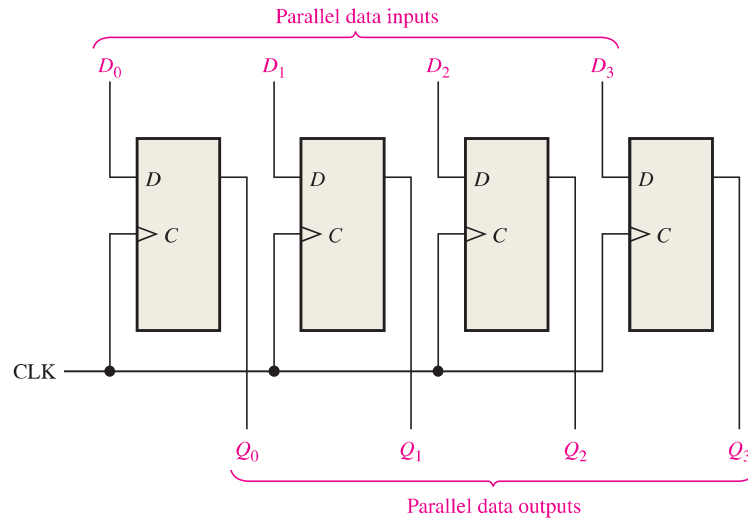 Parallel data inputs
D₀ D₁ D₂ D₃
D D D D
C C C C
CLK
Q₀ Q₁ Q₂ Q₃
Parallel data outputs